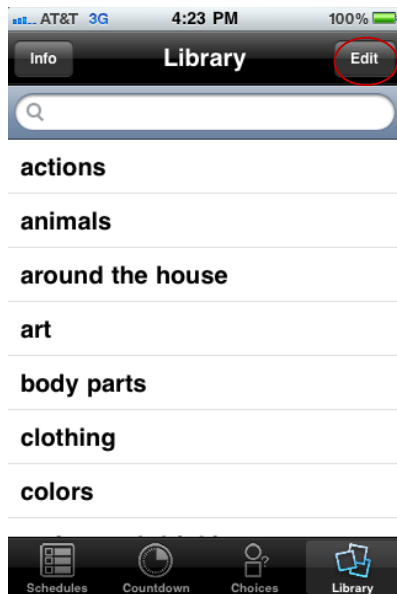 AT&T 3G 4:23 PM 100%
Info Library Edit
actions
animals
around the house
art
body parts
clothing
colors
Schedules Countdown Choices Library